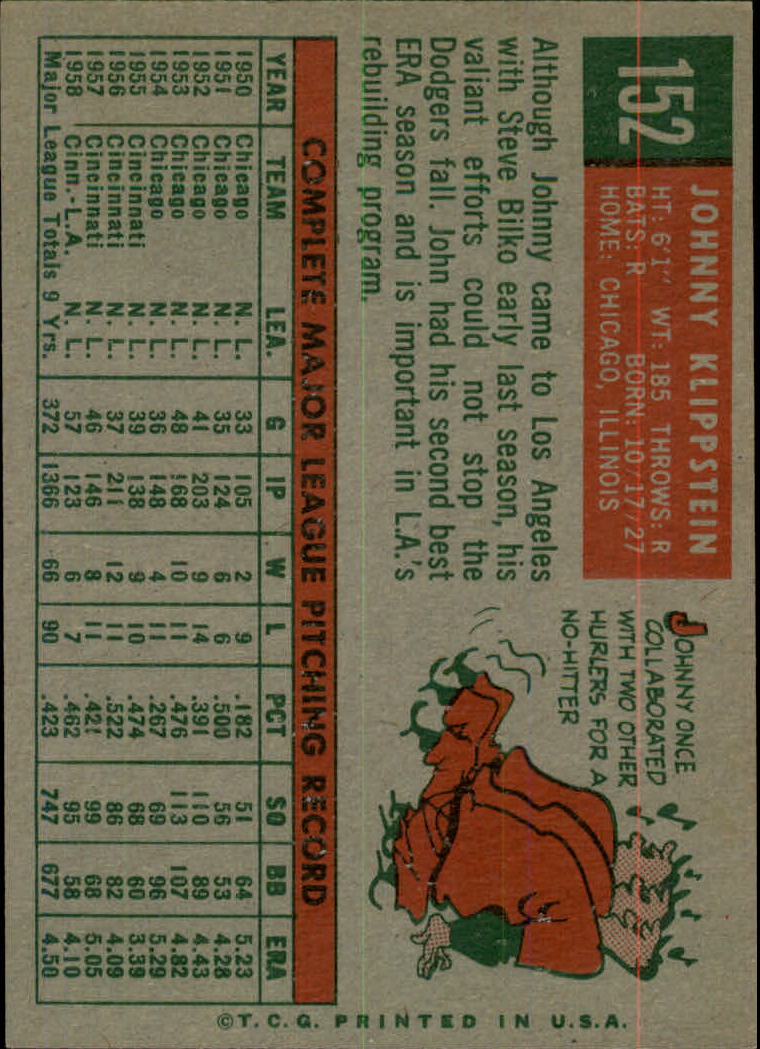 152
JOHNNY KLIPPSTEIN
HT: 6'1" WT: 185 THROWS: R
BATS: R BORN: 10/17/27
HOME: CHICAGO, ILLINOIS
Although Johnny came to Los Angeles
with Steve Bilko early last season, his
valiant efforts could not stop the
Dodgers fall. John had his second best
ERA season and is important in L.A.'s
rebuilding program.
JOHNNY ONCE
COLLABORATED
WITH TWO OTHER
HURLERS FOR A
NO-HITTER
COMPLETE MAJOR LEAGUE PITCHING RECORD
YEAR TEAM LEA. G IP W L PCT SO BB ERA
1950 Chicago N. L. 33 105 2 9 .182 51 64 5.23
1951 Chicago N. L. 35 124 6 6 .500 56 53 4.28
1952 Chicago N. L. 41 203 9 14 .391 110 89 4.43
1953 Chicago N. L. 48 168 10 11 .476 113 107 4.82
1954 Chicago N. L. 36 148 4 11 .267 69 96 5.29
1955 Cincinnati N. L. 39 138 9 10 .474 68 60 3.39
1956 Cincinnati N. L. 37 211 12 11 .522 86 82 4.09
1957 Cincinnati N. L. 46 146 8 11 .421 99 68 5.05
1958 Cinn.-L.A. N. L. 57 123 6 7 .462 95 58 4.10
Major League Totals 9 Yrs. 372 1366 66 90 .423 747 677 4.50
©T.C.G. PRINTED IN U.S.A.